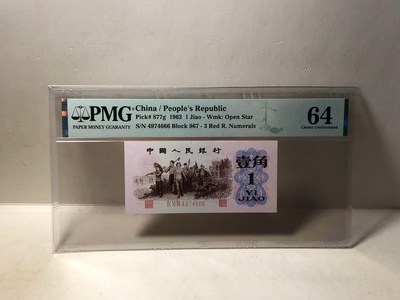 PMG
PAPER MONEY GUARANTY
China / People's Republic
Pick# 877g 1962 1 Jiao - Wmk: Open Star
S/N 4974666 Block 967 - 3 Red R. Numerals
64
Choice Uncirculated
中國人民銀行
壹角
1
YI
JIAO
4974666